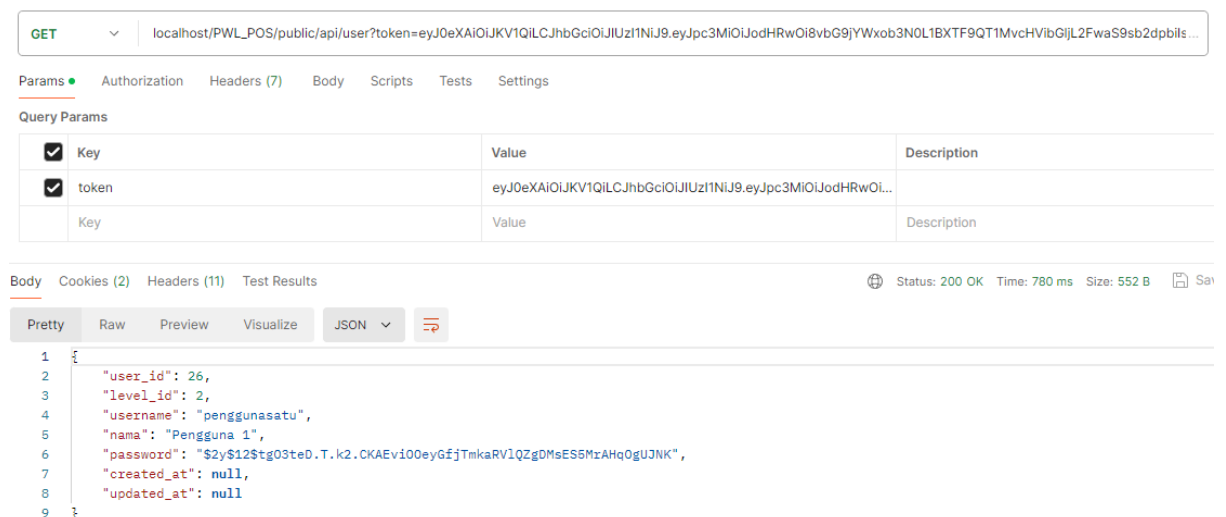 GET localhost/PWL_POS/public/api/user?token=eyJ0eXAiOiJKV1QiLCJhbGciOiJIUzI1NiJ9.eyJpc3MiOiJodHRwOi8vbG9jYWxob3N0L1BXTF9QT1MvcHVibGljL2FwaS9sb2dpbiIs...
Params Authorization Headers (7) Body Scripts Tests Settings
Query Params
Key Value Description
token eyJ0eXAiOiJKV1QiLCJhbGciOiJIUzI1NiJ9.eyJpc3MiOiJodHRwOi...
Key Value Description
Body Cookies (2) Headers (11) Test Results Status: 200 OK Time: 780 ms Size: 552 B
Pretty Raw Preview Visualize JSON
1 {
2 "user_id": 26,
3 "level_id": 2,
4 "username": "penggunasatu",
5 "nama": "Pengguna 1",
6 "password": "$2y$12$tgO3teD.T.k2.CKAEviOOeyGfjTmkaRVlQZgDMsES5MrAHqOgUJNK",
7 "created_at": null,
8 "updated_at": null
9 }